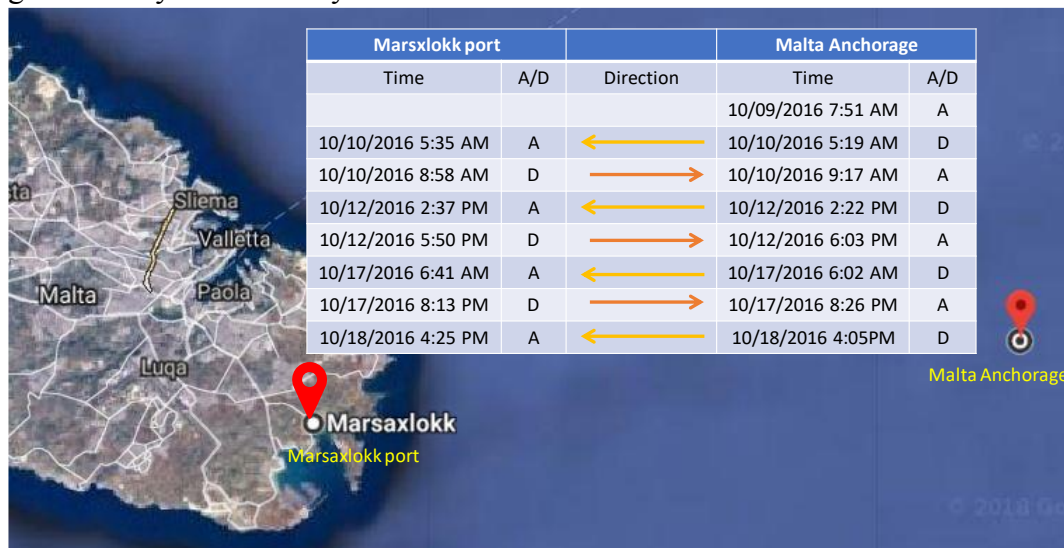 Marsxlokk port Malta Anchorage
Time A/D Direction Time A/D
10/09/2016 7:51 AM A
10/10/2016 5:35 AM A 10/10/2016 5:19 AM D
10/10/2016 8:58 AM D 10/10/2016 9:17 AM A
10/12/2016 2:37 PM A 10/12/2016 2:22 PM D
10/12/2016 5:50 PM D 10/12/2016 6:03 PM A
10/17/2016 6:41 AM A 10/17/2016 6:02 AM D
10/17/2016 8:13 PM D 10/17/2016 8:26 PM A
10/18/2016 4:25 PM A 10/18/2016 4:05PM D
Sliema
Valletta
Malta
Paola
Luqa
Malta Anchorage
Marsaxlokk
Marsaxlokk port
© 2018 Go